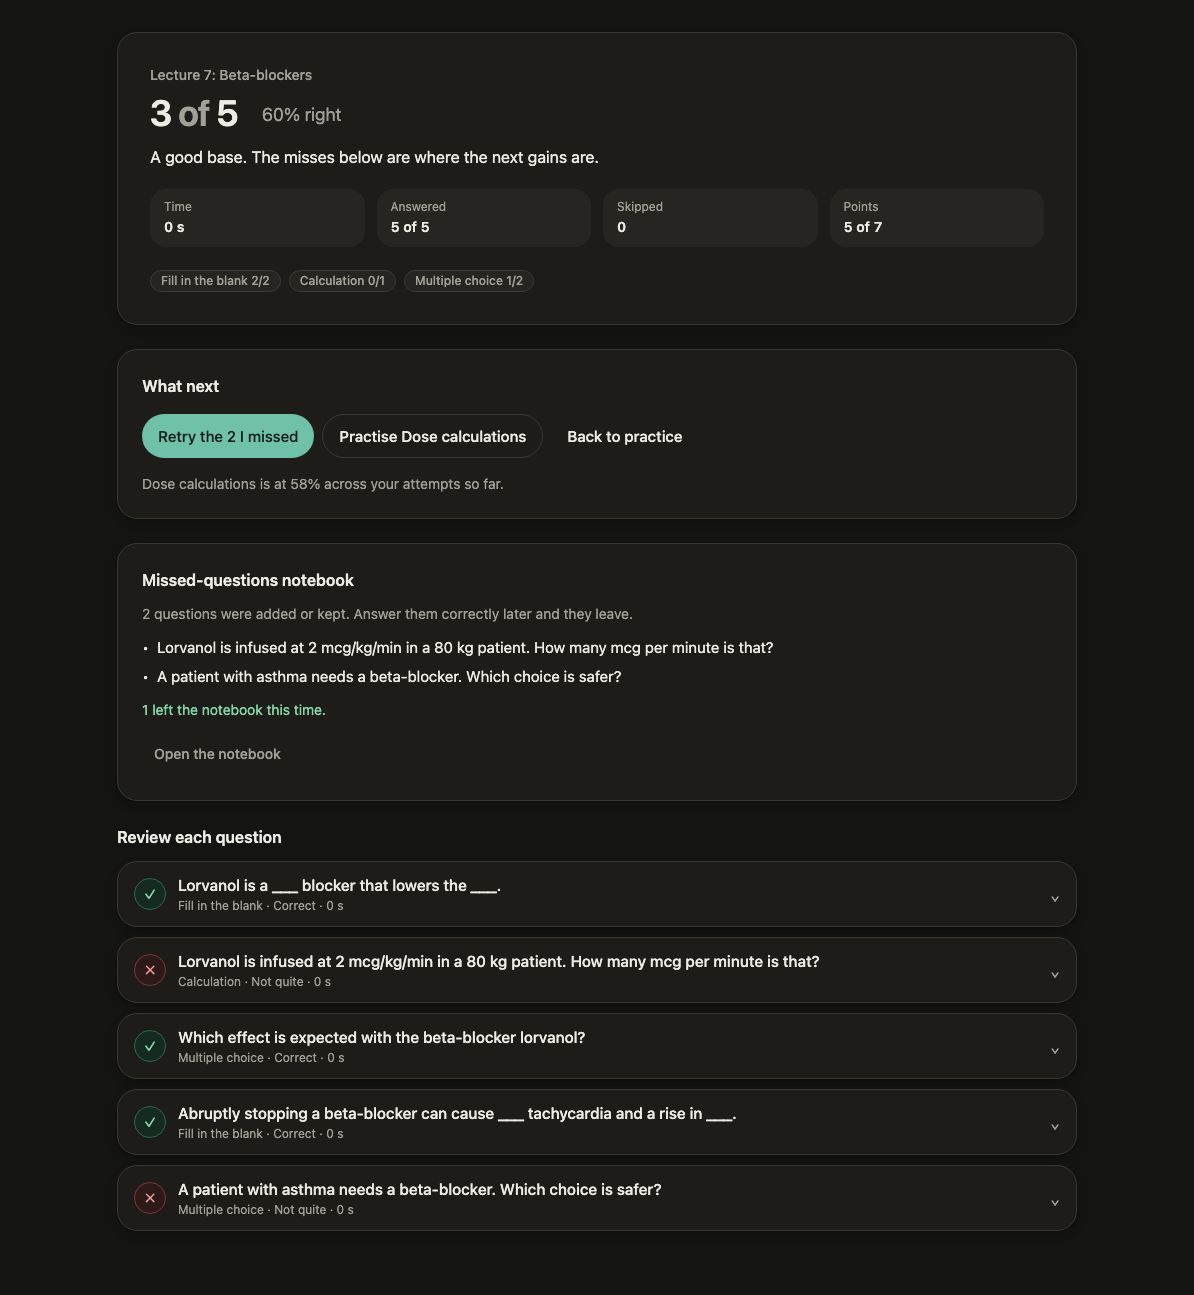 Lecture 7: Beta-blockers
3 of 5 60% right
A good base. The misses below are where the next gains are.
Time Answered Skipped Points
0 s 5 of 5 0 5 of 7
Fill in the blank 2/2 Calculation 0/1 Multiple choice 1/2
What next
Retry the 2 I missed Practise Dose calculations Back to practice
Dose calculations is at 58% across your attempts so far.
Missed-questions notebook
2 questions were added or kept. Answer them correctly later and they leave.
• Lorvanol is infused at 2 mcg/kg/min in a 80 kg patient. How many mcg per minute is that?
• A patient with asthma needs a beta-blocker. Which choice is safer?
1 left the notebook this time.
Open the notebook
Review each question
Lorvanol is a ___ blocker that lowers the ___.
Fill in the blank · Correct · 0 s
Lorvanol is infused at 2 mcg/kg/min in a 80 kg patient. How many mcg per minute is that?
Calculation · Not quite · 0 s
Which effect is expected with the beta-blocker lorvanol?
Multiple choice · Correct · 0 s
Abruptly stopping a beta-blocker can cause ___ tachycardia and a rise in ___.
Fill in the blank · Correct · 0 s
A patient with asthma needs a beta-blocker. Which choice is safer?
Multiple choice · Not quite · 0 s